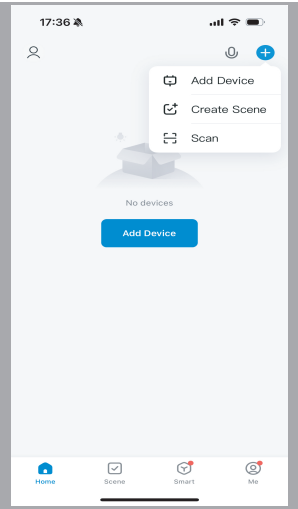 17:36
Add Device
Create Scene
Scan
No devices
Add Device
Home
Scene
Smart
Me